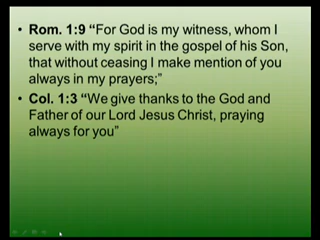 • Rom. 1:9 “For God is my witness, whom I
serve with my spirit in the gospel of his Son,
that without ceasing I make mention of you
always in my prayers;”
• Col. 1:3 “We give thanks to the God and
Father of our Lord Jesus Christ, praying
always for you”